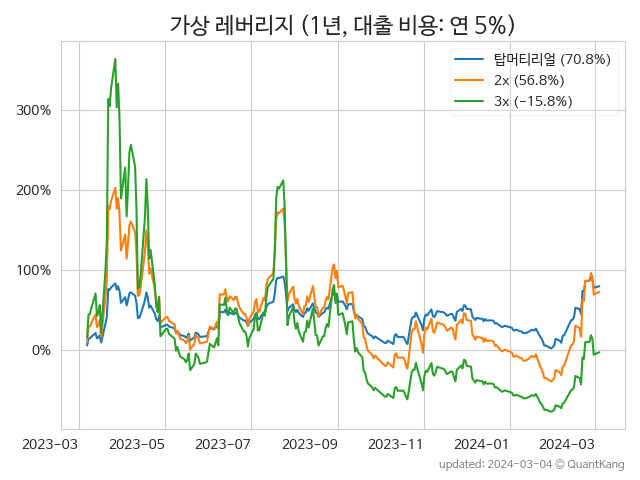 가상 레버리지 (1년, 대출 비용: 연 5%)
탑머티리얼 (70.8%)
2x (56.8%)
3x (-15.8%)
300%
200%
100%
0%
2023-03 2023-05 2023-07 2023-09 2023-11 2024-01 2024-03
updated: 2024-03-04 © QuantKang